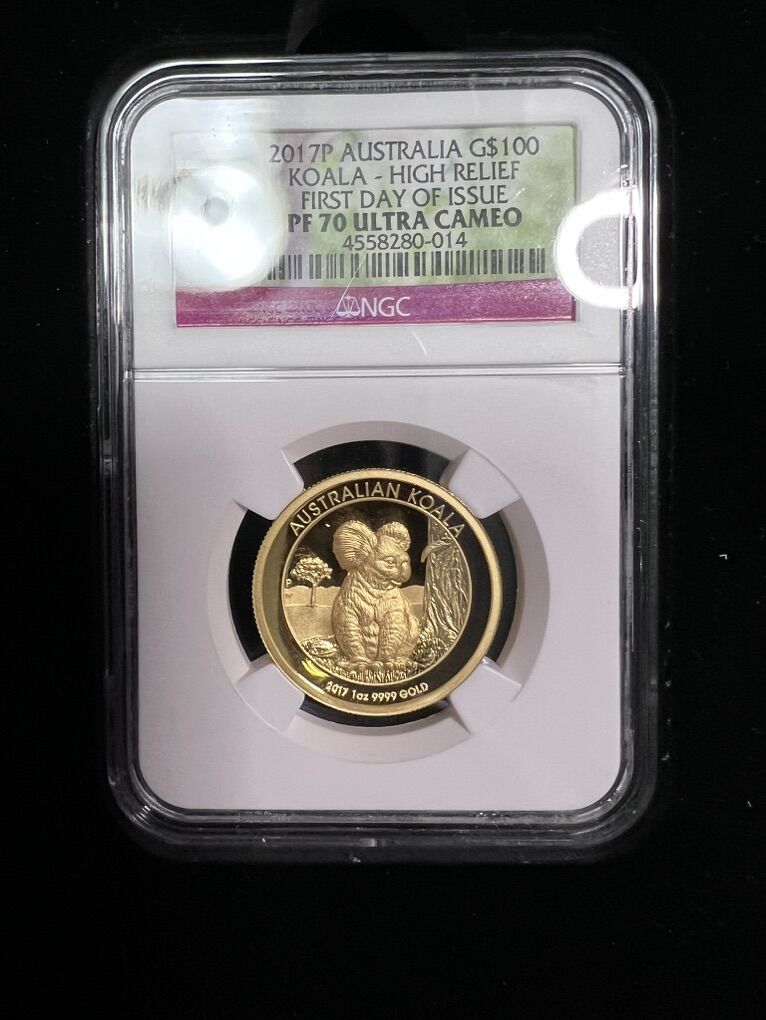 2017P AUSTRALIA G$100
KOALA - HIGH RELIEF
FIRST DAY OF ISSUE
PF 70 ULTRA CAMEO
4558280-014
NGC
AUSTRALIAN KOALA
P
2017 1oz 9999 GOLD